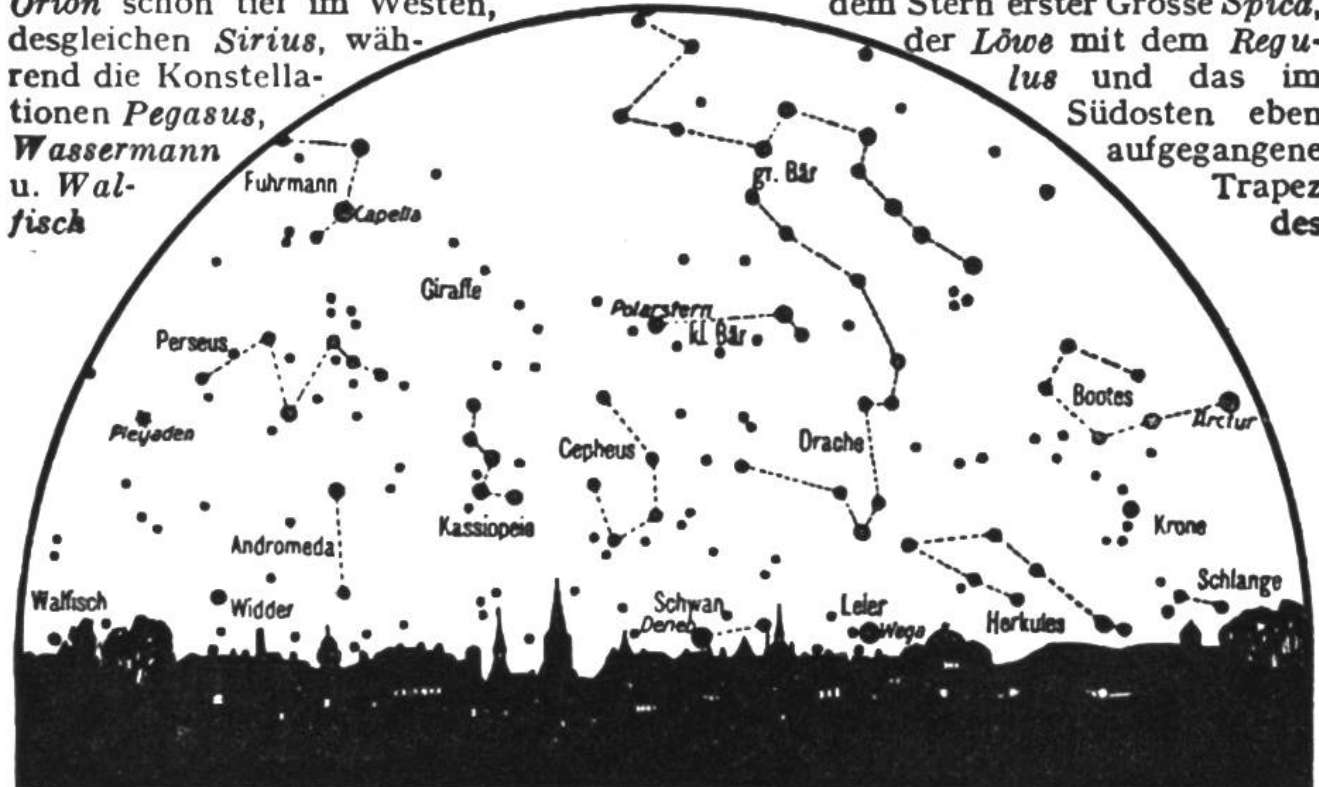 Orion schon tief im Westen,
desgleichen Sirius, wäh-
rend die Konstella-
tionen Pegasus,
Wassermann
u. Wal-
fisch
dem Stern erster Grösse Spica,
der Löwe mit dem Regu-
lus und das im
Südosten eben
aufgegangene
Trapez
des
Fuhrmann
Kapella
gr. Bär
Giraffe
Polarstern
kl. Bär
Perseus
Bootes
Arctur
Pleyaden
Cepheus
Drache
Kassiopeia
Krone
Andromeda
Walfisch
Widder
Schwan
Deneb
Leier
Wega
Herkules
Schlange